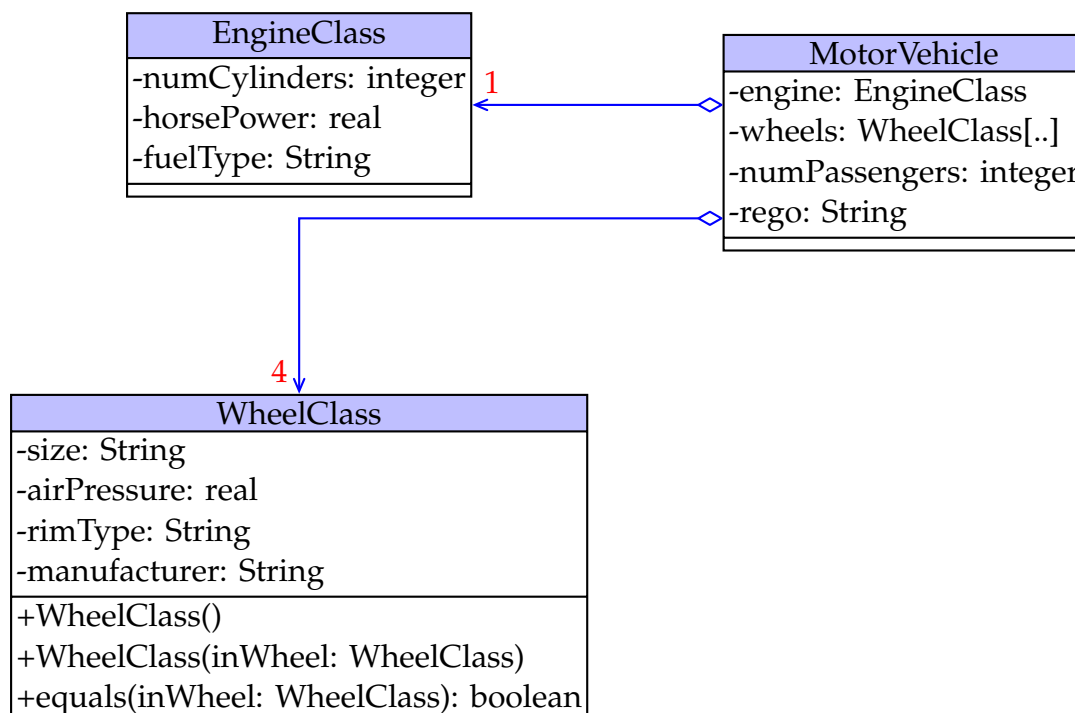 EngineClass
-numCylinders: integer
-horsePower: real
-fuelType: String
1
MotorVehicle
-engine: EngineClass
-wheels: WheelClass[..]
-numPassengers: integer
-rego: String
4
WheelClass
-size: String
-airPressure: real
-rimType: String
-manufacturer: String
+WheelClass()
+WheelClass(inWheel: WheelClass)
+equals(inWheel: WheelClass): boolean